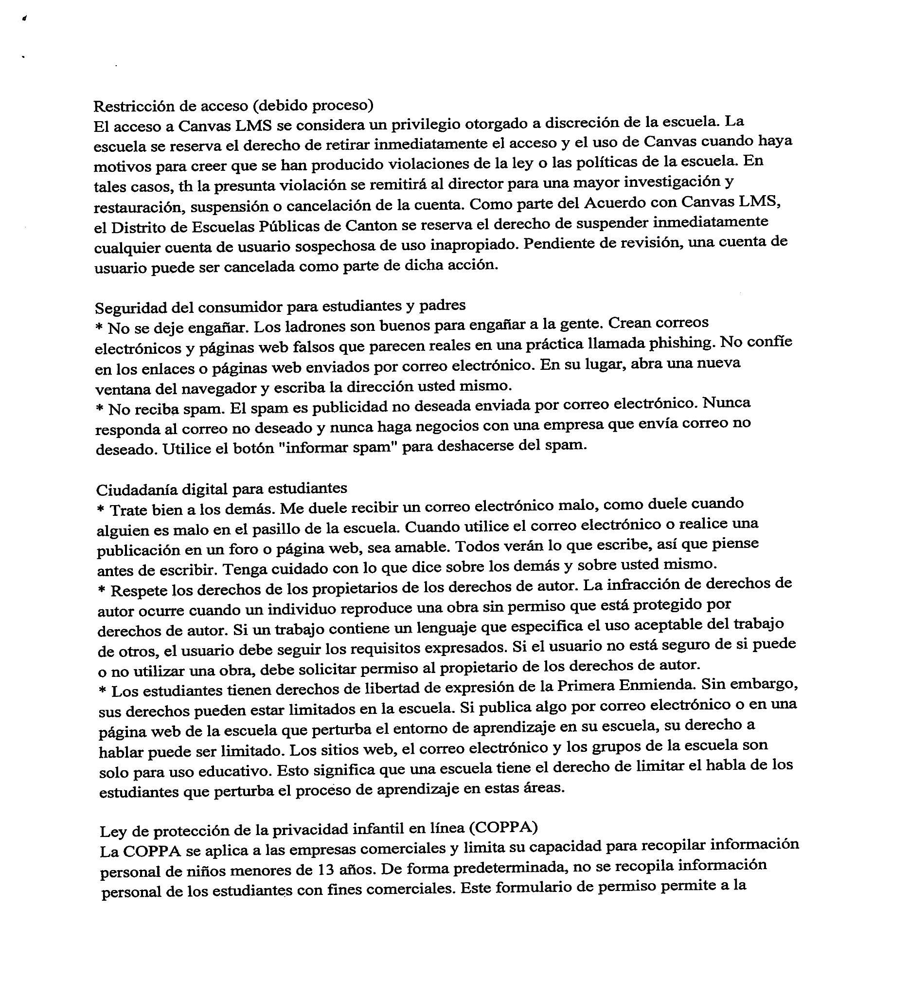 Restricción de acceso (debido proceso)
El acceso a Canvas LMS se considera un privilegio otorgado a discreción de la escuela. La
escuela se reserva el derecho de retirar inmediatamente el acceso y el uso de Canvas cuando haya
motivos para creer que se han producido violaciones de la ley o las políticas de la escuela. En
tales casos, th la presunta violación se remitirá al director para una mayor investigación y
restauración, suspensión o cancelación de la cuenta. Como parte del Acuerdo con Canvas LMS,
el Distrito de Escuelas Públicas de Canton se reserva el derecho de suspender inmediatamente
cualquier cuenta de usuario sospechosa de uso inapropiado. Pendiente de revisión, una cuenta de
usuario puede ser cancelada como parte de dicha acción.
Seguridad del consumidor para estudiantes y padres
* No se deje engañar. Los ladrones son buenos para engañar a la gente. Crean correos
electrónicos y páginas web falsos que parecen reales en una práctica llamada phishing. No confíe
en los enlaces o páginas web enviados por correo electrónico. En su lugar, abra una nueva
ventana del navegador y escriba la dirección usted mismo.
* No reciba spam. El spam es publicidad no deseada enviada por correo electrónico. Nunca
responda al correo no deseado y nunca haga negocios con una empresa que envía correo no
deseado. Utilice el botón "informar spam" para deshacerse del spam.
Ciudadanía digital para estudiantes
* Trate bien a los demás. Me duele recibir un correo electrónico malo, como duele cuando
alguien es malo en el pasillo de la escuela. Cuando utilice el correo electrónico o realice una
publicación en un foro o página web, sea amable. Todos verán lo que escribe, así que piense
antes de escribir. Tenga cuidado con lo que dice sobre los demás y sobre usted mismo.
* Respete los derechos de los propietarios de los derechos de autor. La infracción de derechos de
autor ocurre cuando un individuo reproduce una obra sin permiso que está protegido por
derechos de autor. Si un trabajo contiene un lenguaje que especifica el uso aceptable del trabajo
de otros, el usuario debe seguir los requisitos expresados. Si el usuario no está seguro de si puede
o no utilizar una obra, debe solicitar permiso al propietario de los derechos de autor.
* Los estudiantes tienen derechos de libertad de expresión de la Primera Enmienda. Sin embargo,
sus derechos pueden estar limitados en la escuela. Si publica algo por correo electrónico o en una
página web de la escuela que perturba el entorno de aprendizaje en su escuela, su derecho a
hablar puede ser limitado. Los sitios web, el correo electrónico y los grupos de la escuela son
solo para uso educativo. Esto significa que una escuela tiene el derecho de limitar el habla de los
estudiantes que perturba el proceso de aprendizaje en estas áreas.
Ley de protección de la privacidad infantil en línea (COPPA)
La COPPA se aplica a las empresas comerciales y limita su capacidad para recopilar información
personal de niños menores de 13 años. De forma predeterminada, no se recopila información
personal de los estudiantes con fines comerciales. Este formulario de permiso permite a la